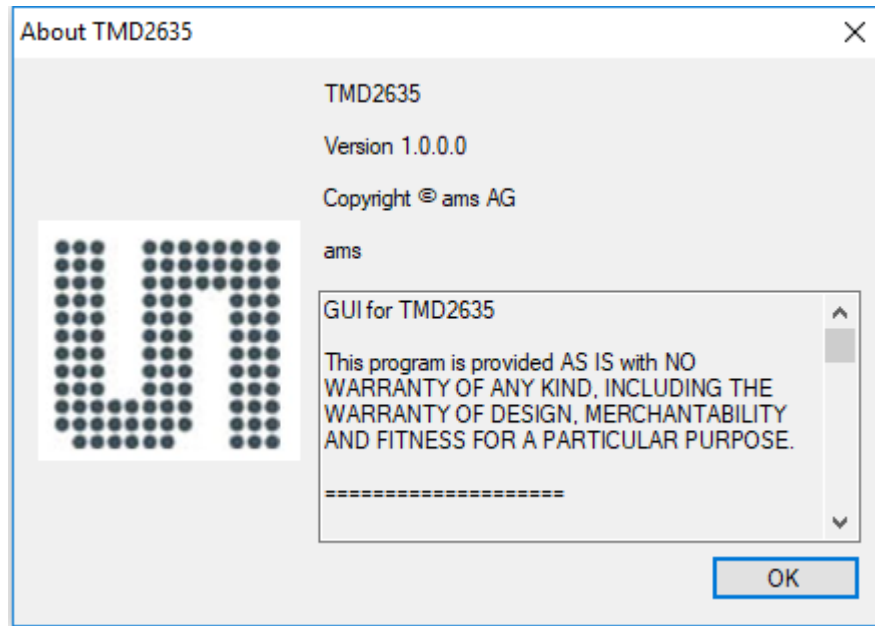 About TMD2635
TMD2635
Version 1.0.0.0
Copyright © ams AG
ams
GUI for TMD2635
This program is provided AS IS with NO
WARRANTY OF ANY KIND, INCLUDING THE
WARRANTY OF DESIGN, MERCHANTABILITY
AND FITNESS FOR A PARTICULAR PURPOSE.
====================
OK